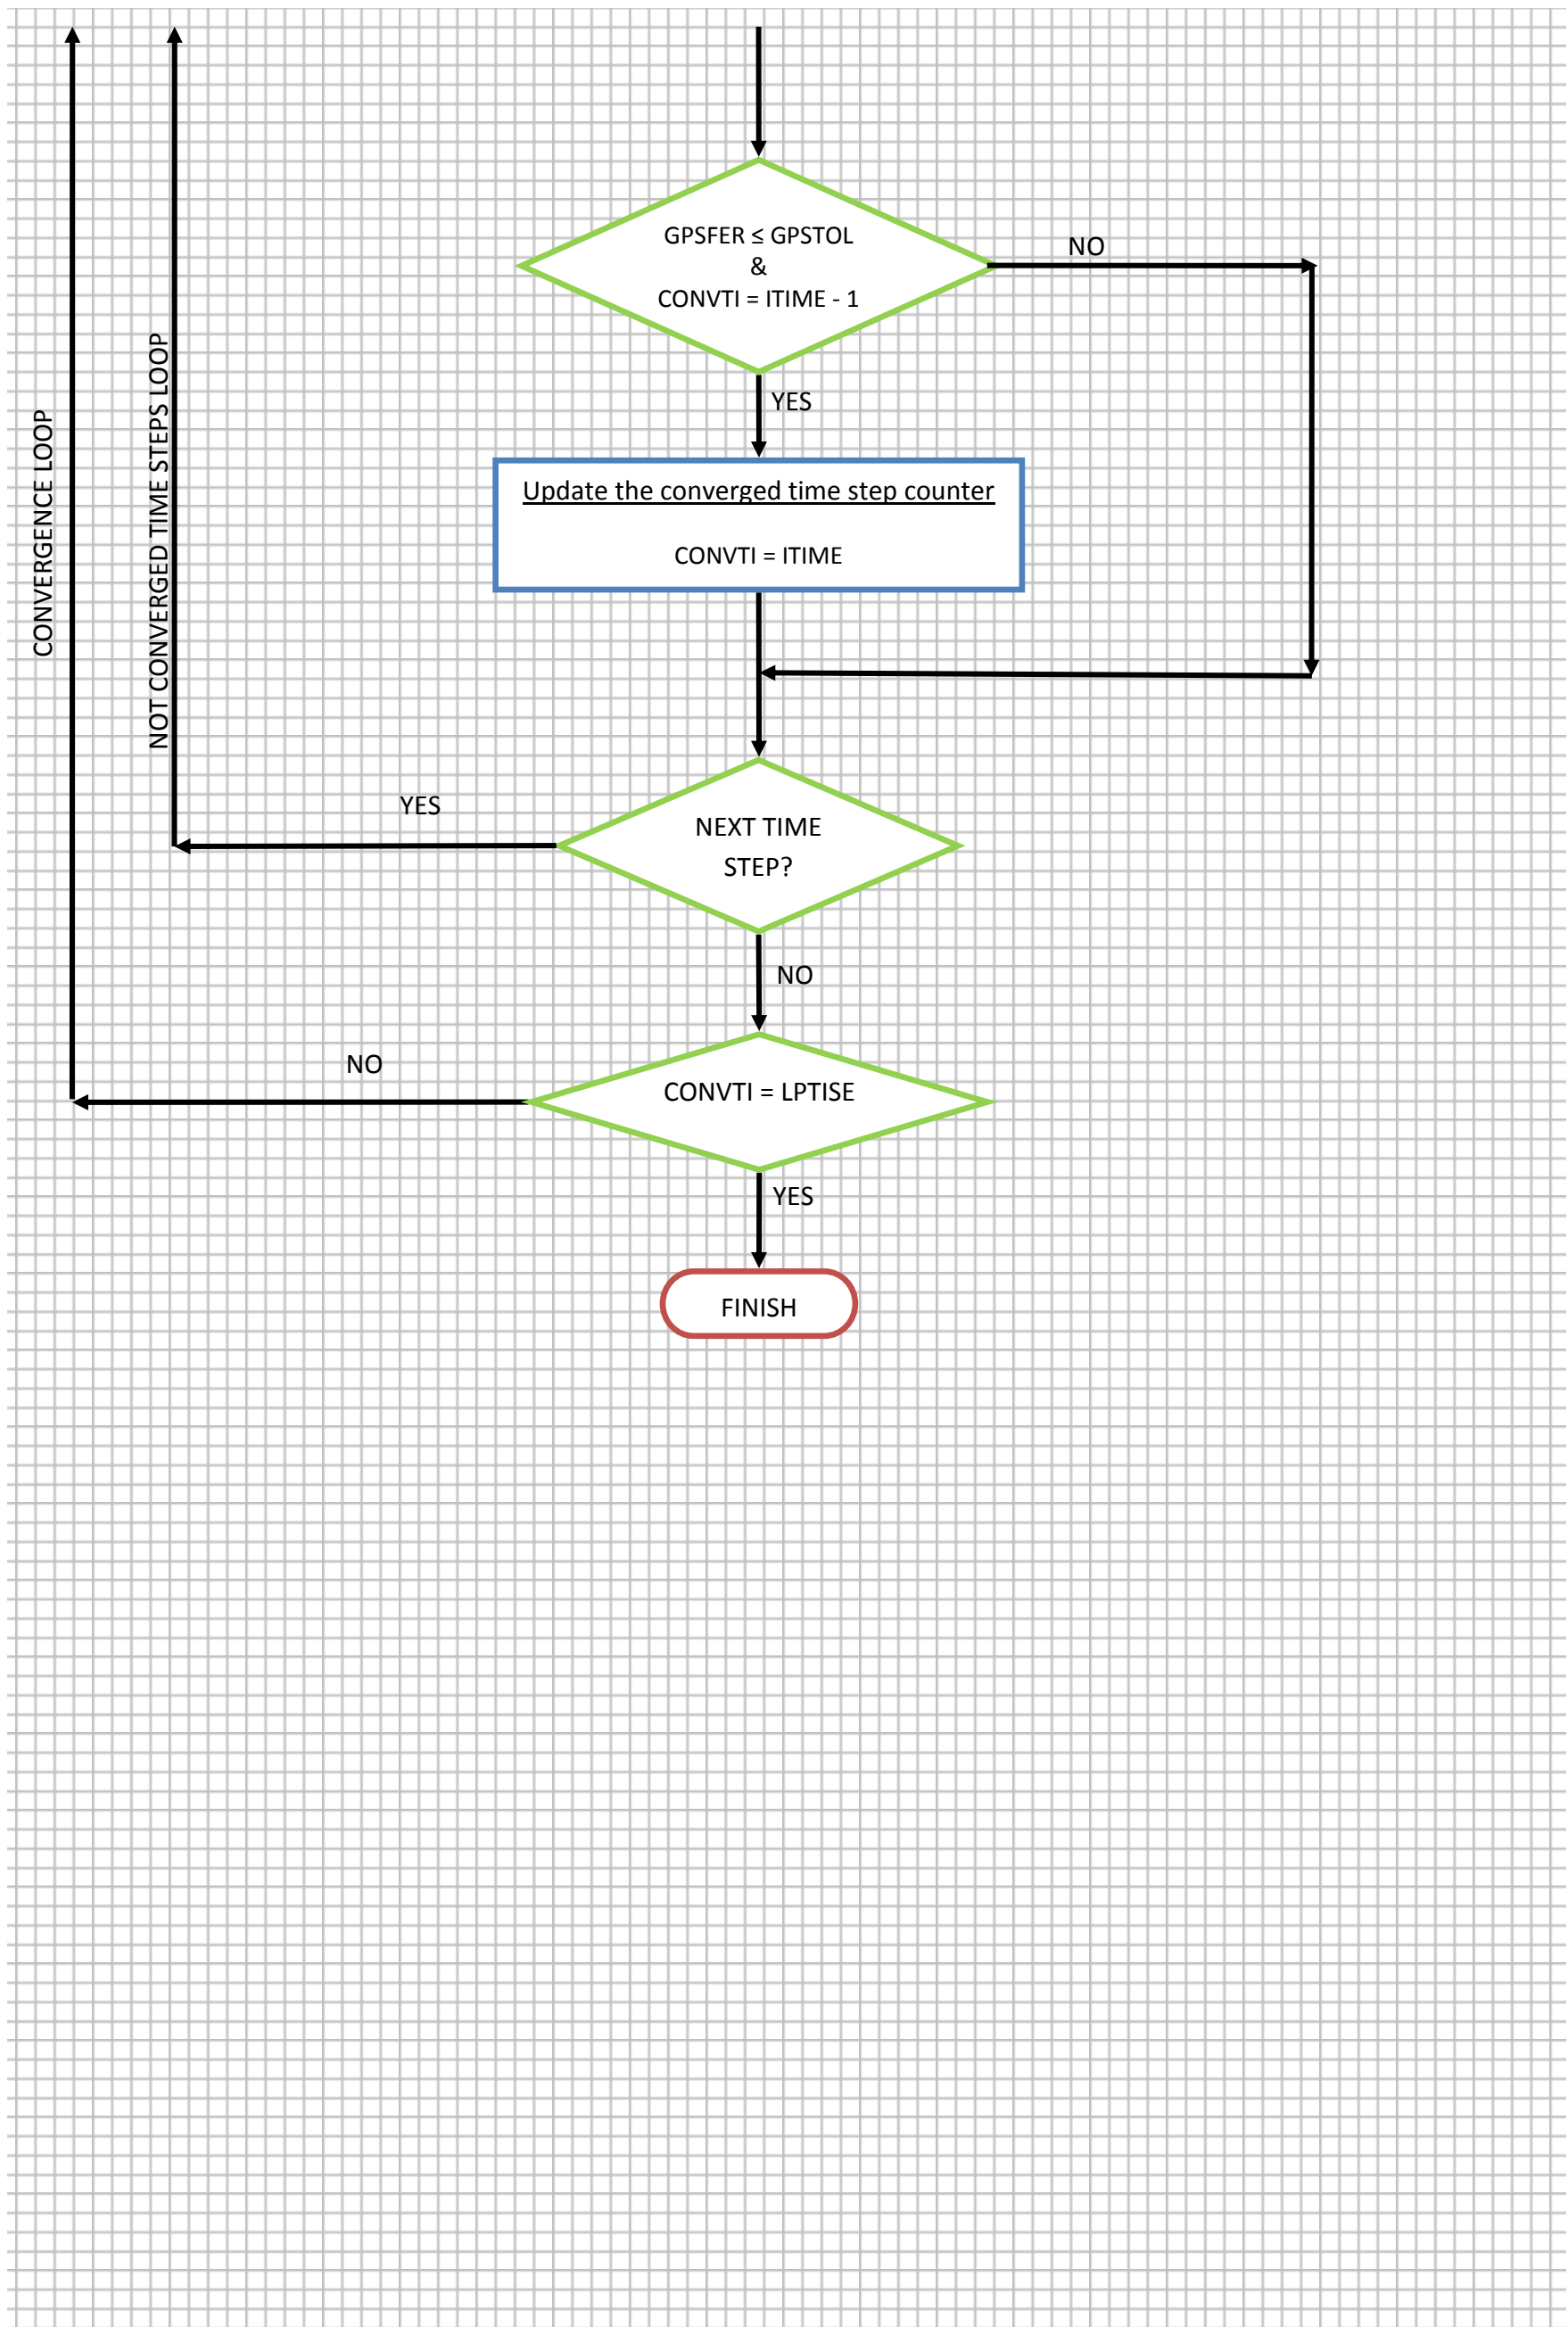 GPSFER ≤ GPSTOL
&
CONVTI = ITIME - 1
NO
YES
CONVERGENCE LOOP
NOT CONVERGED TIME STEPS LOOP
Update the converged time step counter
CONVTI = ITIME
YES
NEXT TIME
STEP?
NO
NO
CONVTI = LPTISE
YES
FINISH